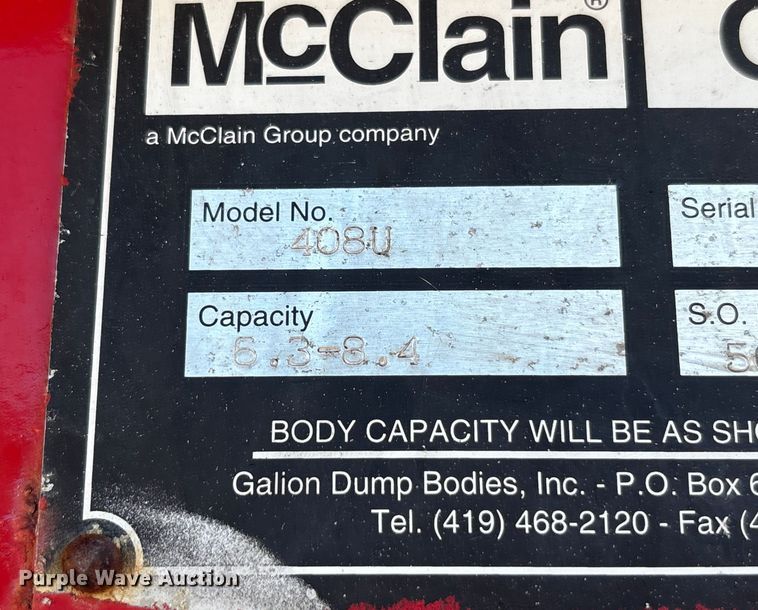 McClain®
a McClain Group company
Model No. 408U
Serial
Capacity 6.3-8.4
S.O.
BODY CAPACITY WILL BE AS
Galion Dump Bodies, Inc. - P.O. Box
Tel. (419) 468-2120 - Fax
Purple Wave Auction